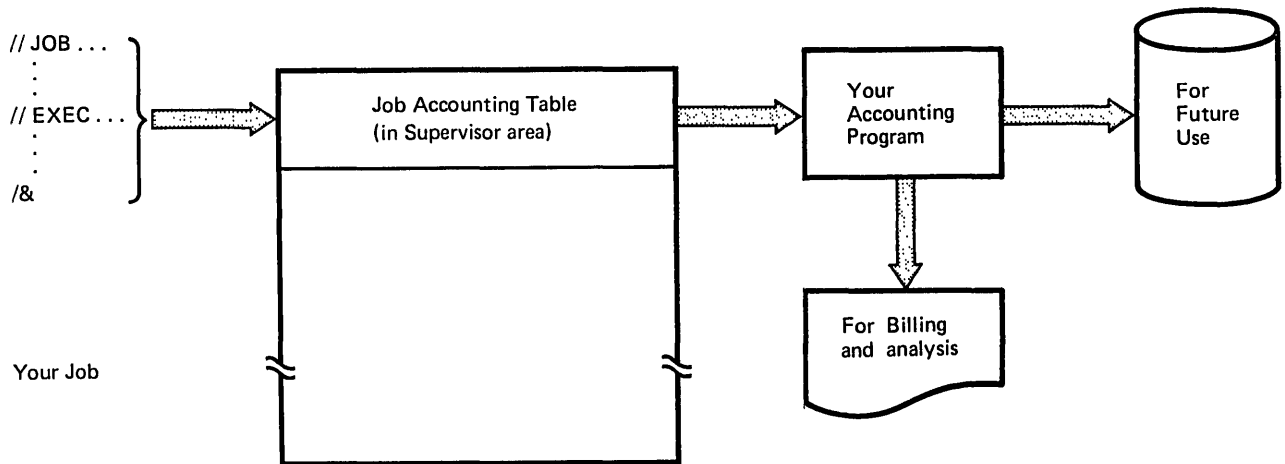 // JOB . . .
.
.
.
// EXEC . . .
.
.
.
/&
Your Job
Job Accounting Table
(in Supervisor area)
Your
Accounting
Program
For
Future
Use
For Billing
and analysis